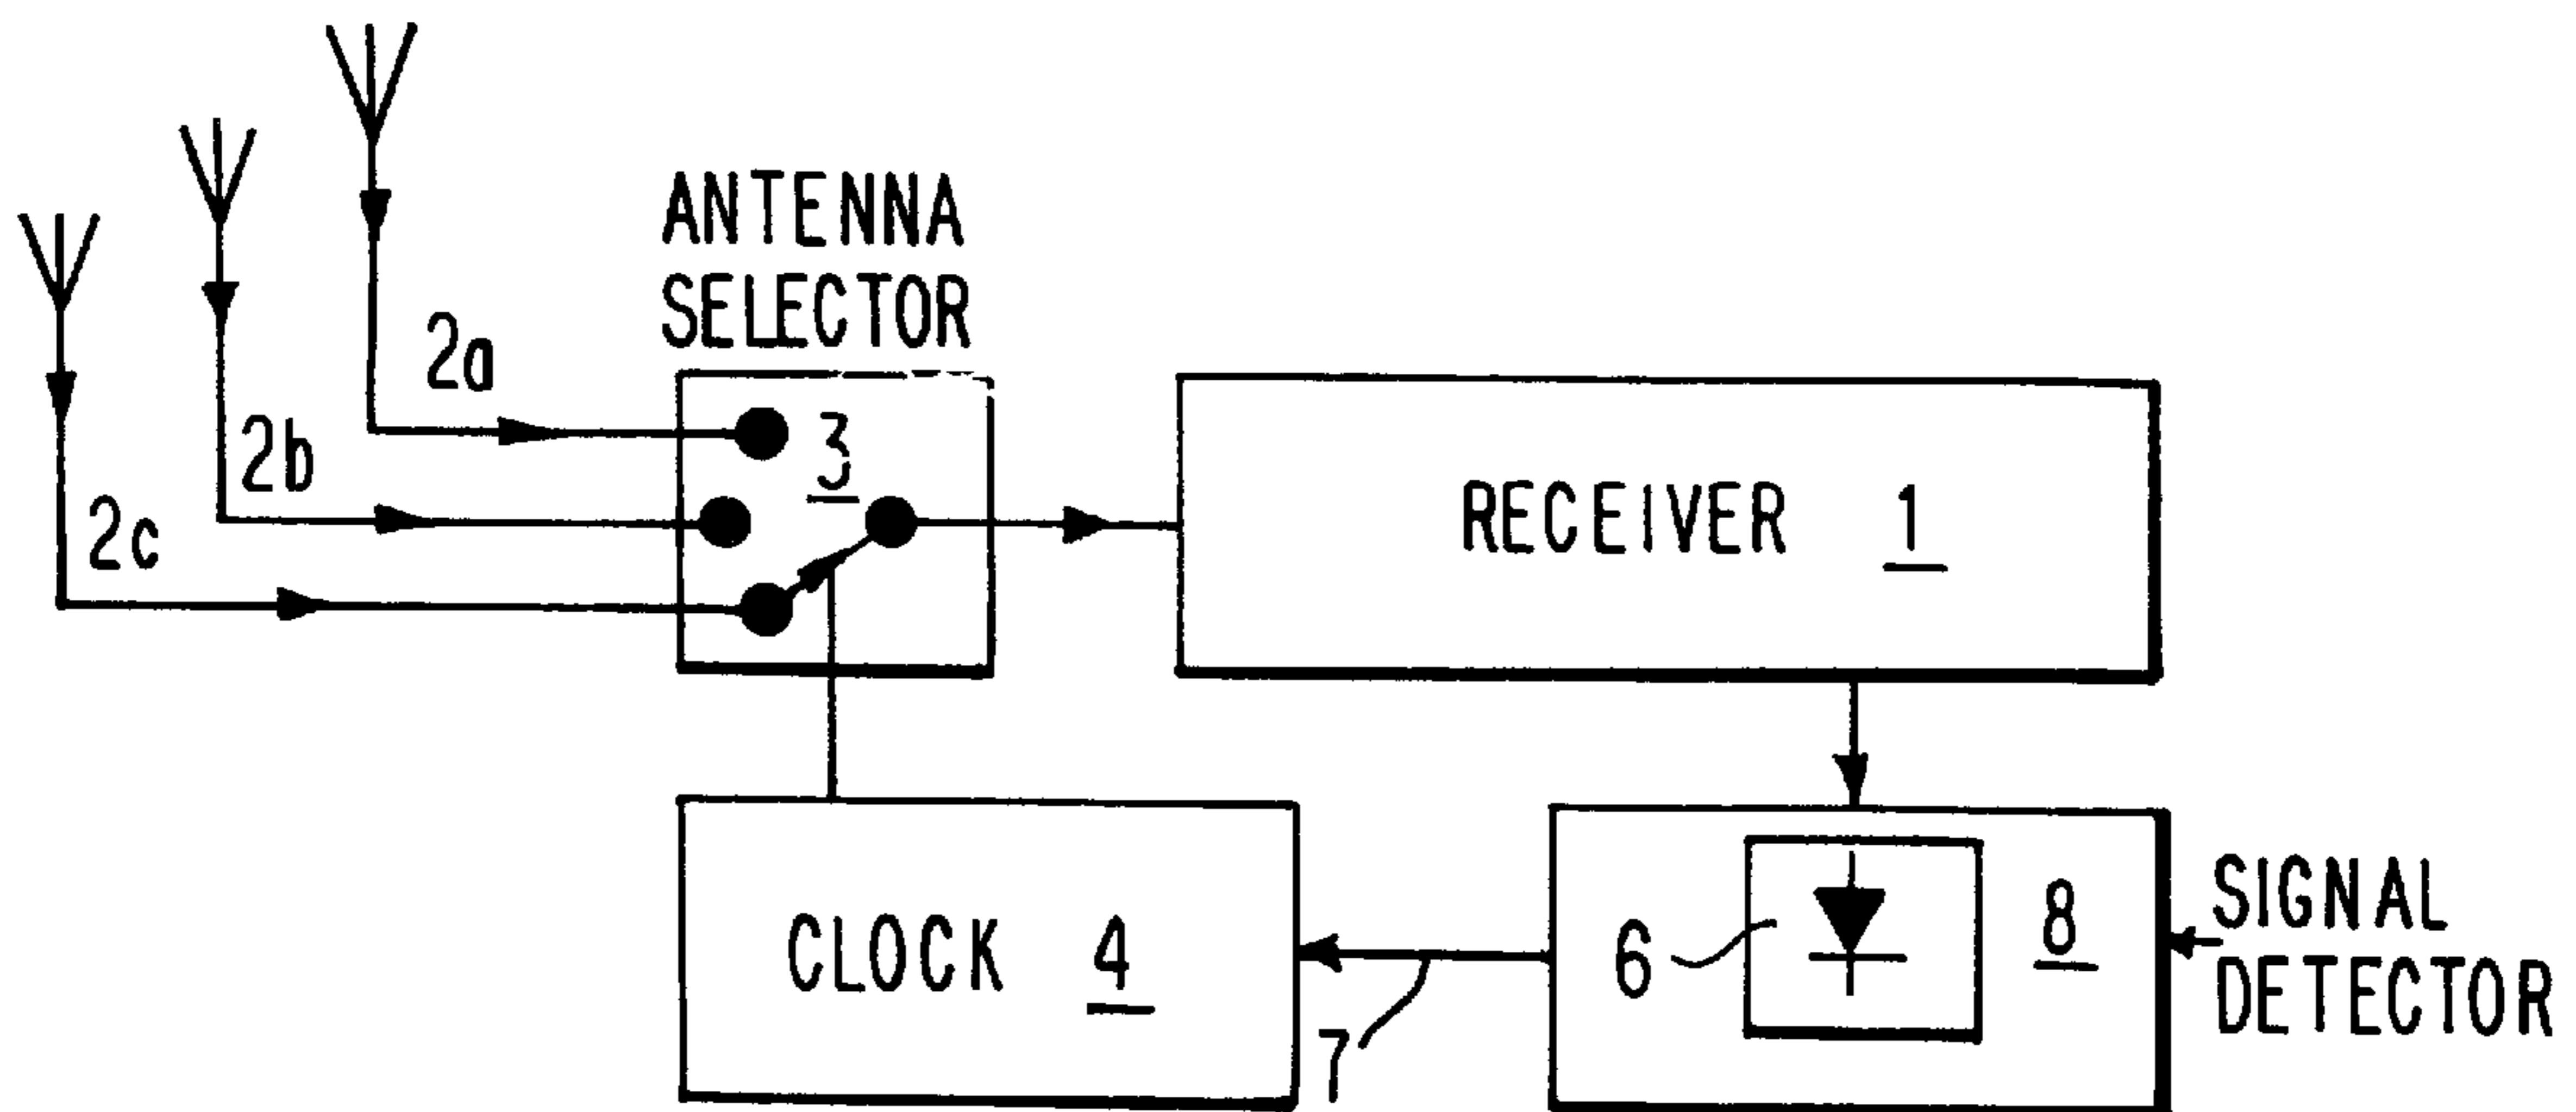 ANTENNA
SELECTOR
2a
2b
2c
3
RECEIVER 1
CLOCK 4
7
6
8
SIGNAL
DETECTOR